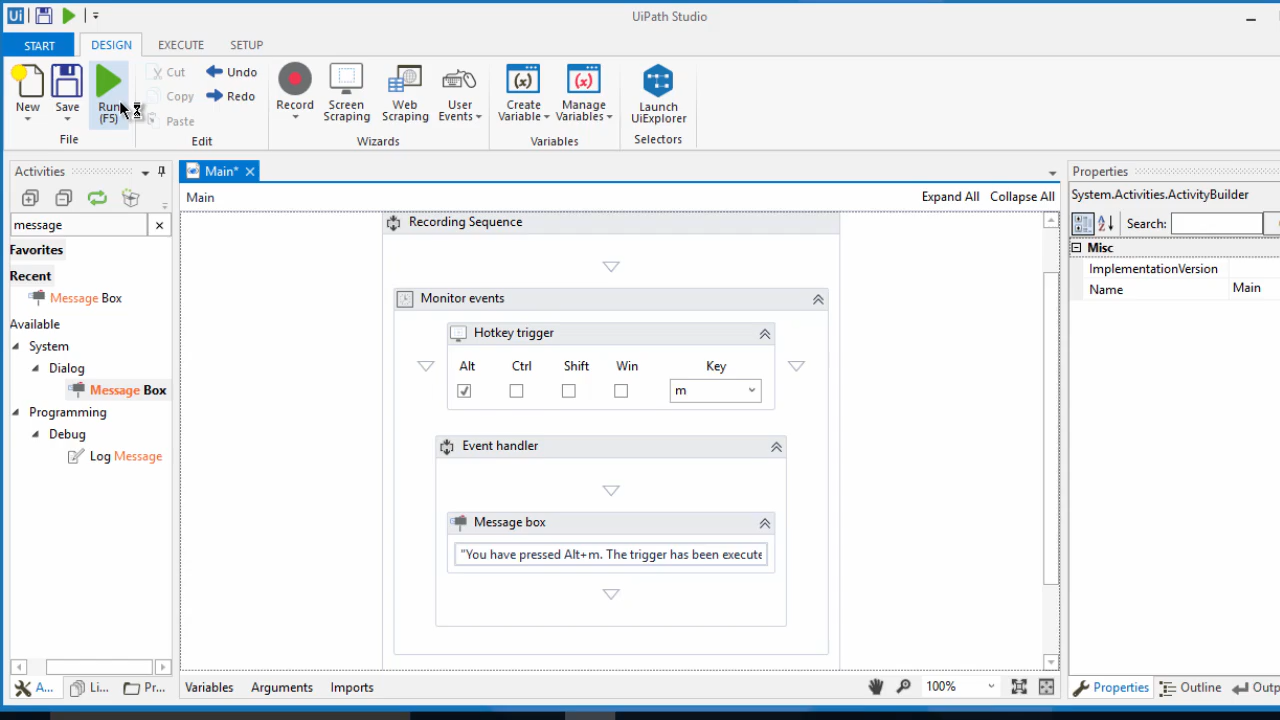 Ui
UiPath Studio
START DESIGN EXECUTE SETUP
New Save Run (F5)
Cut
Copy
Paste
Undo
Redo
Record
Screen Scraping
Web Scraping
User Events
Create Variable
Manage Variables
Launch UiExplorer
File Edit Wizards Variables Selectors
Activities
message
Favorites
Recent
Message Box
Available
System
Dialog
Message Box
Programming
Debug
Log Message
A... Li... Pr...
Main*
Main
Expand All Collapse All
Recording Sequence
Monitor events
Hotkey trigger
Alt Ctrl Shift Win Key
m
Event handler
Message box
"You have pressed Alt+m. The trigger has been execute
Variables Arguments Imports
100%
Properties
System.Activities.ActivityBuilder
Search:
Misc
ImplementationVersion
Name Main
Properties Outline Outp